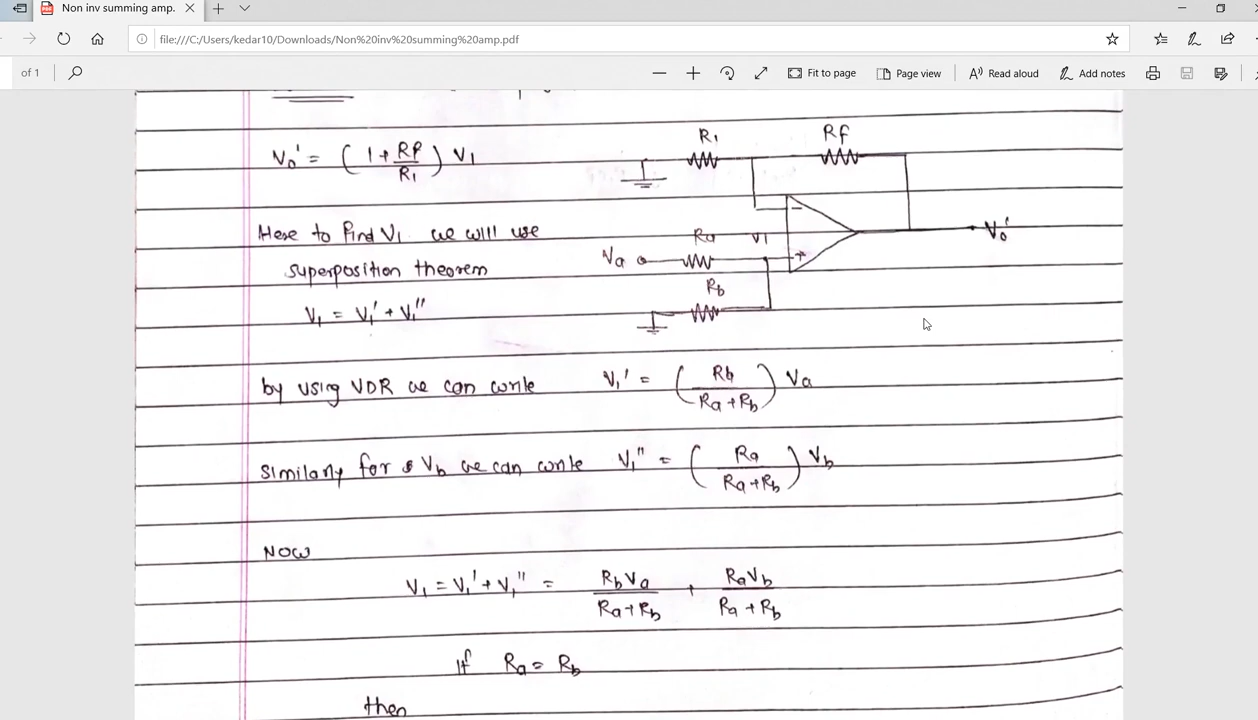 Non inv summing amp.
file:///C:/Users/kedar10/Downloads/Non%20inv%20summing%20amp.pdf
of 1
Fit to page
Page view
Read aloud
Add notes
V₀' = (1 + Rf/R₁) V₁
R₁ Rf
Here to find V₁ we will use
superposition theorem
Va Ra V₁ - + V₀'
Rb
V₁ = V₁' + V₁''
by using VDR we can write V₁' = (Rb/(Ra+Rb)) Va
Similarly for Vb we can write V₁'' = (Ra/(Ra+Rb)) Vb
Now
V₁ = V₁' + V₁'' = RbVa/(Ra+Rb) + RaVb/(Ra+Rb)
If Ra = Rb
then